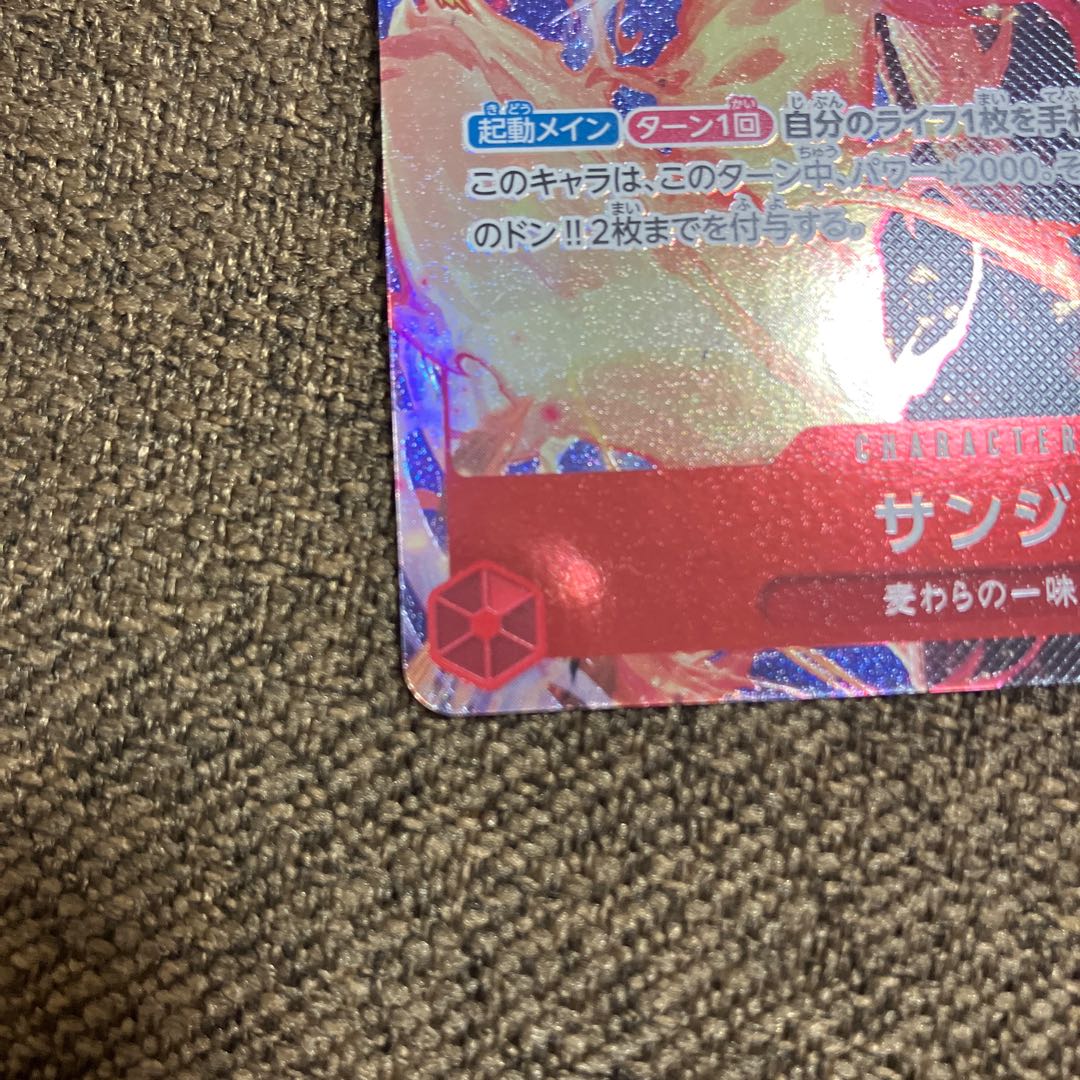 起動メイン ターン1回 自分のライフ1枚を手札
このキャラは、このターン中、パワー+2000。そ
のドン!!2枚までを付与する。
CHARACTER
サンジ
麦わらの一味